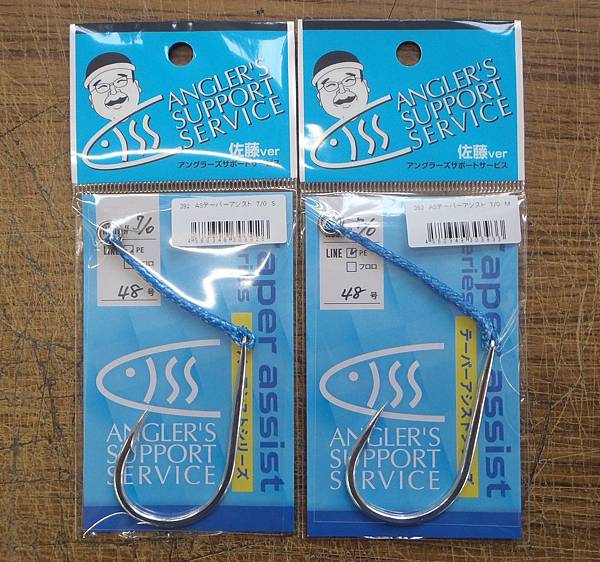 ANGLER'S
SUPPORT
SERVICE
佐藤ver
アングラーズサポートサービス
392 ASテーパーアシスト 7/0 S
7/0
LINE
PE
フロロ
48号
taper assist
ANGLER'S
SUPPORT
SERVICE
ANGLER'S
SUPPORT
SERVICE
佐藤ver
アングラーズサポートサービス
393 ASテーパーアシスト 7/0 M
LINE
PE
フロロ
48号
aper assist
テーパーアシスト
ANGLER'S
SUPPORT
SERVICE